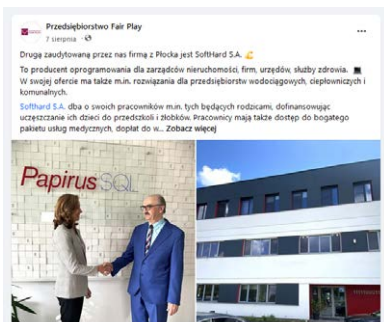 Przedsiębiorstwo Fair Play
7 sierpnia ·
Drugą zaudytowaną przez nas firmą z Płocka jest SoftHard S.A.
To producent oprogramowania dla zarządców nieruchomości, firm, urzędów, służby zdrowia.
W swojej ofercie ma także m.in. rozwiązania dla przedsiębiorstw wodociągowych, ciepłowniczych i
komunalnych.
Softhard S.A. dba o swoich pracowników m.in. tych będących rodzicami, dofinansowując
uczęszczanie ich dzieci do przedszkoli i żłobków. Pracownicy mają także dostęp do bogatego
pakietu usług medycznych, dopłat do w... Zobacz więcej
Papirus SQL